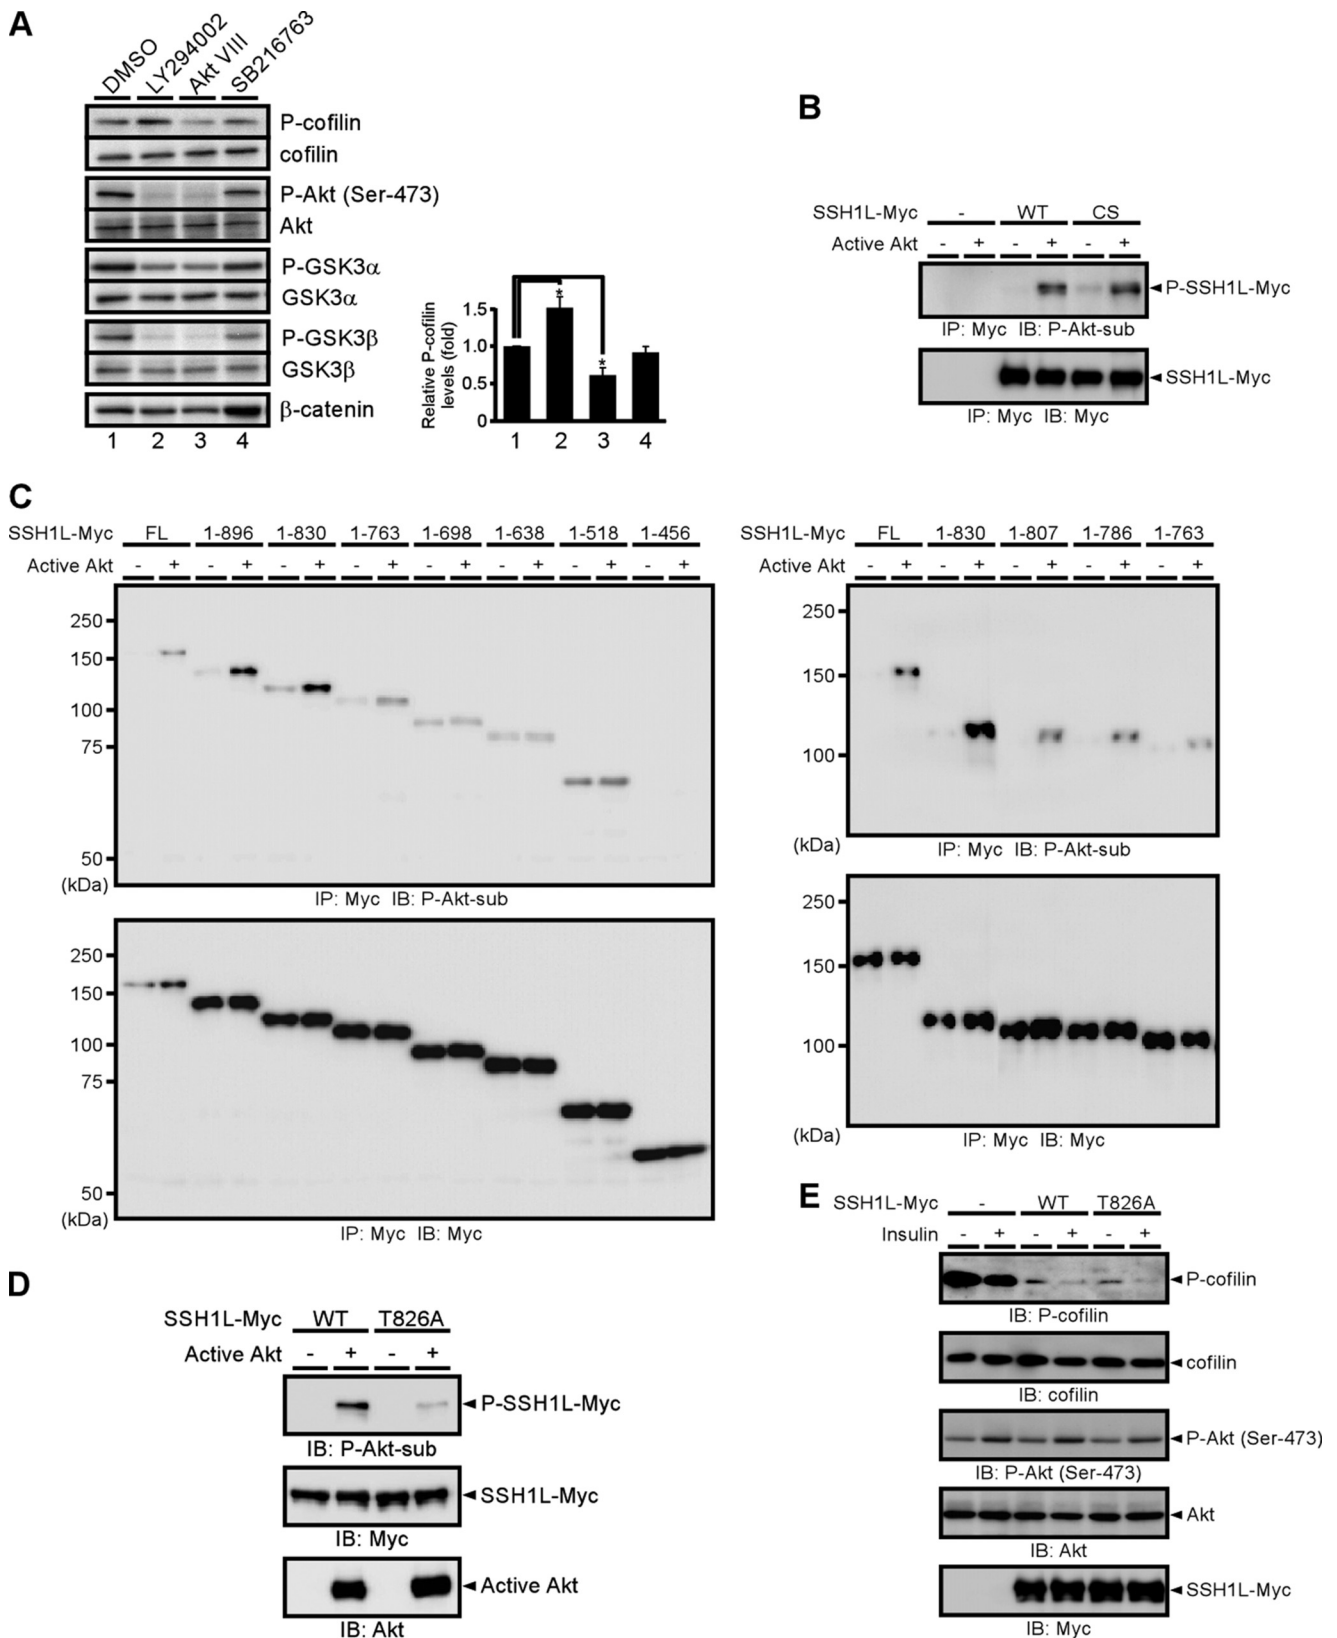 A
DMSO
LY294002
Akt VIII
SB216763
P-cofilin
cofilin
P-Akt (Ser-473)
Akt
P-GSK3α
GSK3α
P-GSK3β
GSK3β
β-catenin
1 2 3 4
Relative P-cofilin
levels (fold)
1.5
1.0
0.5
0
* *
1 2 3 4
B
SSH1L-Myc - WT CS
Active Akt - + - + - +
P-SSH1L-Myc
IP: Myc IB: P-Akt-sub
SSH1L-Myc
IP: Myc IB: Myc
C
SSH1L-Myc FL 1-896 1-830 1-763 1-698 1-638 1-518 1-456
Active Akt - + - + - + - + - + - + - + - +
250
150
100
75
50
(kDa)
IP: Myc IB: P-Akt-sub
250
150
100
75
50
(kDa)
IP: Myc IB: Myc
SSH1L-Myc FL 1-830 1-807 1-786 1-763
Active Akt - + - + - + - + - +
250
150
100
(kDa)
IP: Myc IB: P-Akt-sub
250
150
100
(kDa)
IP: Myc IB: Myc
D
SSH1L-Myc WT T826A
Active Akt - + - +
P-SSH1L-Myc
IB: P-Akt-sub
SSH1L-Myc
IB: Myc
Active Akt
IB: Akt
E
SSH1L-Myc - WT T826A
Insulin - + - + - +
P-cofilin
IB: P-cofilin
cofilin
IB: cofilin
P-Akt (Ser-473)
IB: P-Akt (Ser-473)
Akt
IB: Akt
SSH1L-Myc
IB: Myc